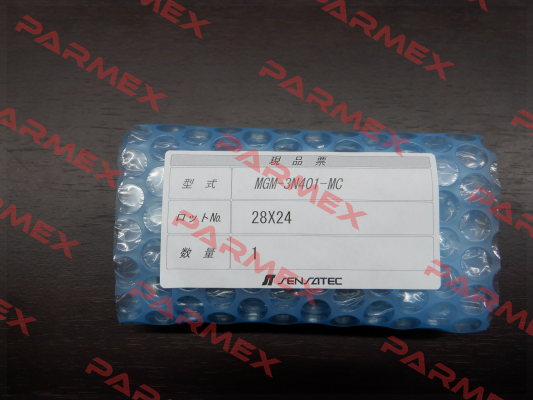 現品票
型式 MGM-3N401-MC
ロットNo. 28X24
数量 1
SENSATEC
PARMEX
PARMEX
PARMEX
PARMEX
PARMEX
PARMEX
PARMEX
PARMEX